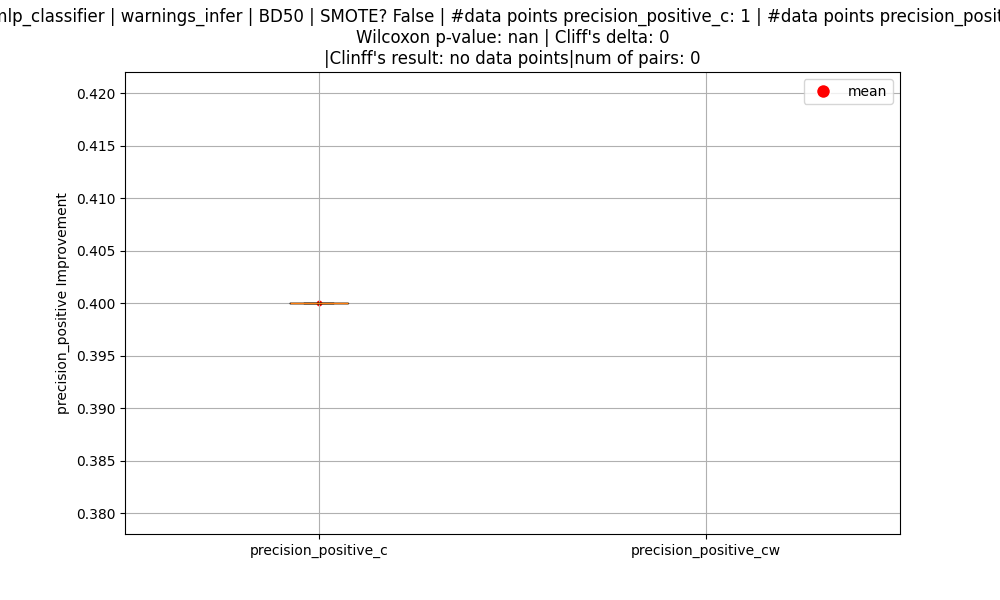 mlp_classifier | warnings_infer | BD50 | SMOTE? False | #data points precision_positive_c: 1 | #data points
Wilcoxon p-value: nan | Cliff's delta: 0
|Clinff's result: no data points|num of pairs: 0
mean
0.420
0.415
0.410
0.405
0.400
0.395
0.390
0.385
0.380
precision_positive Improvement
precision_positive_c
precision_positive_cw